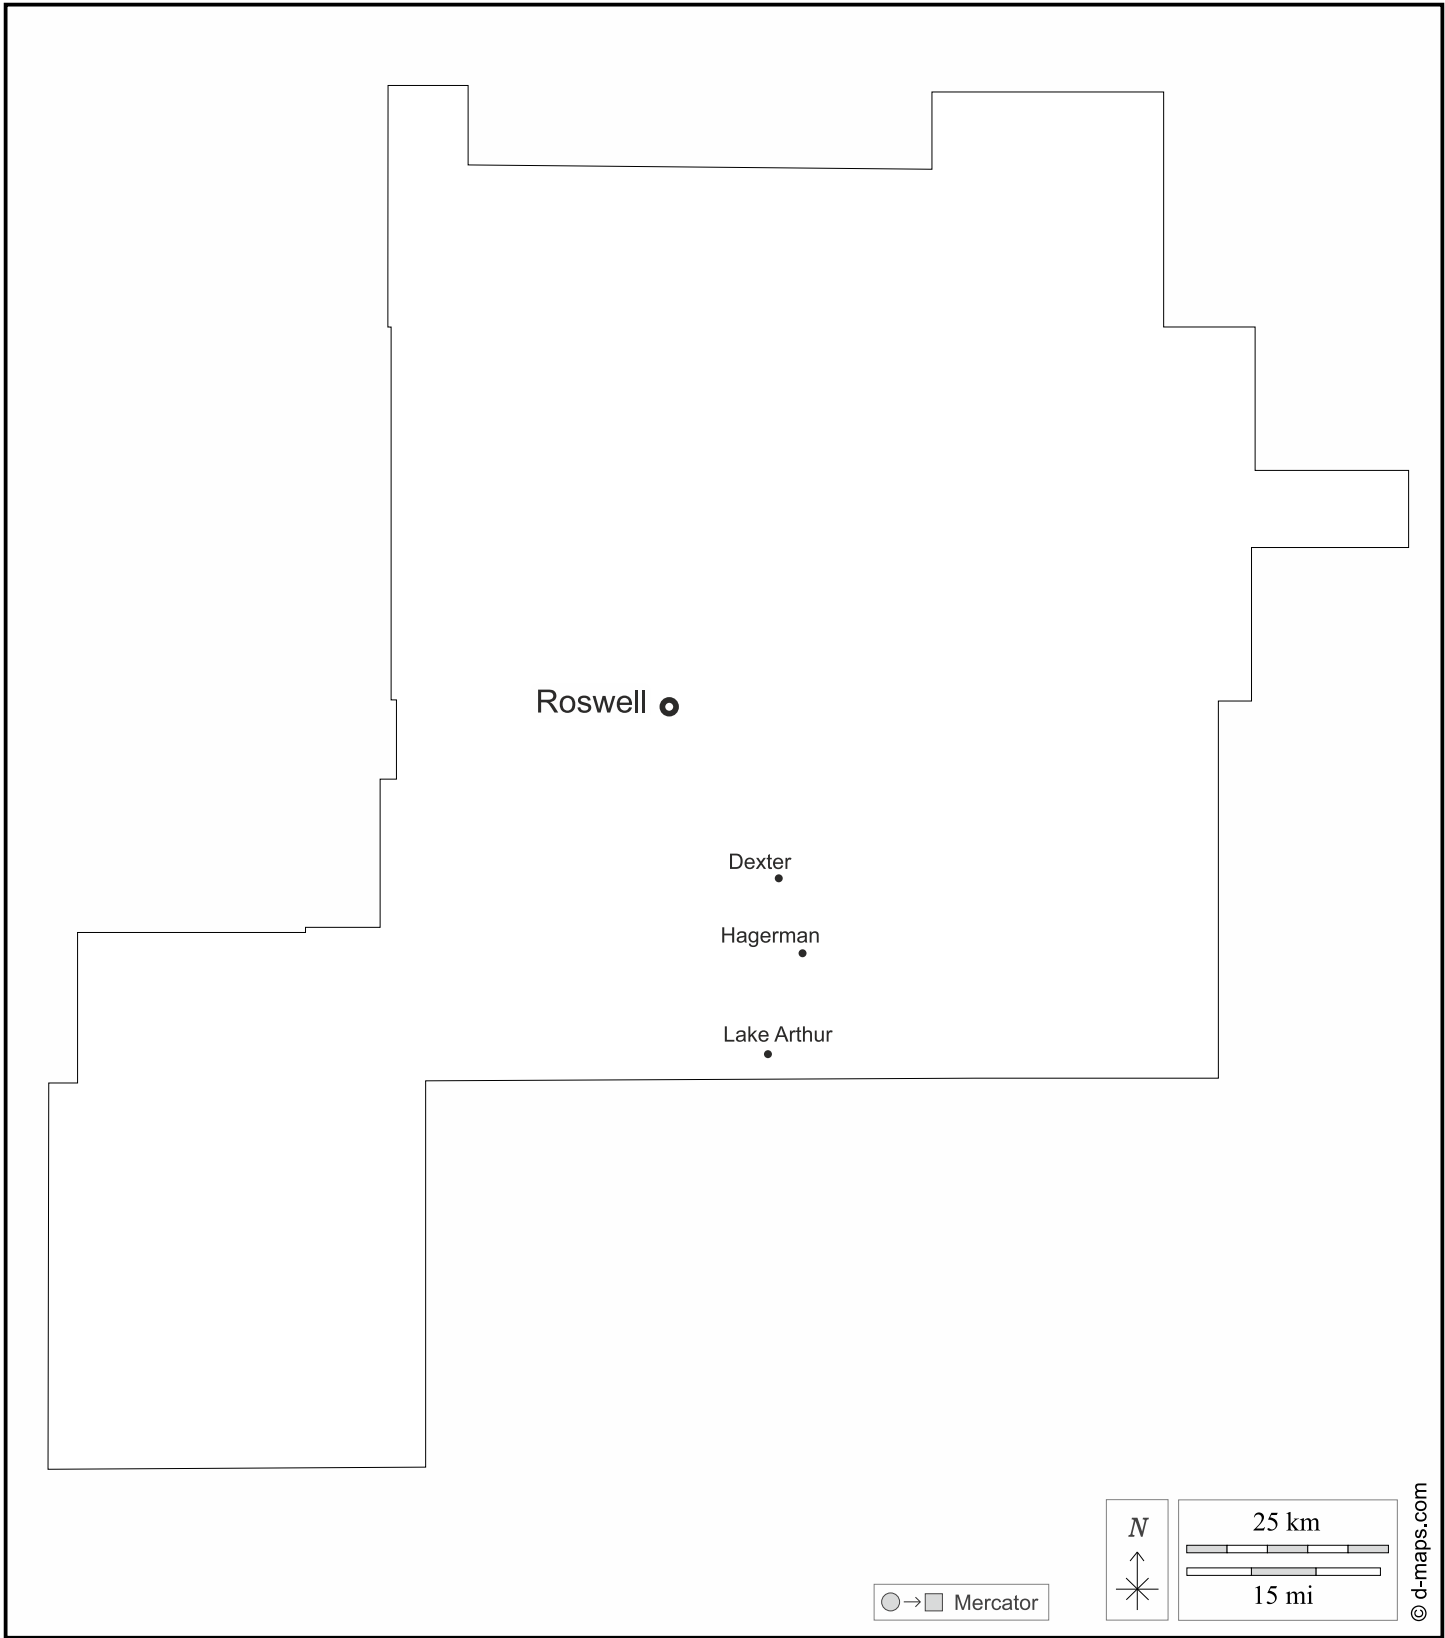 Roswell
Dexter
Hagerman
Lake Arthur
N
25 km
15 mi
Mercator
© d-maps.com